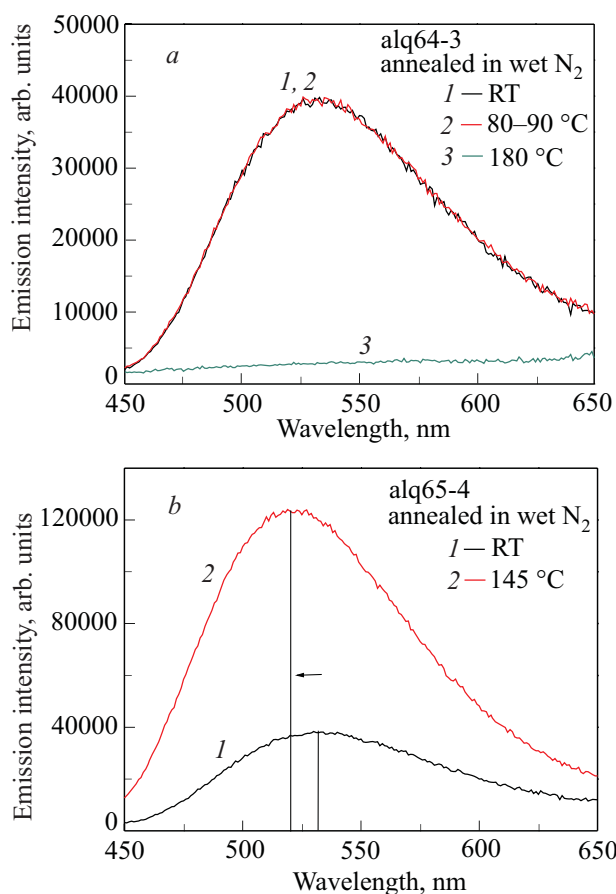 50000
a
alq64-3
annealed in wet N₂
40000
1, 2
1 — RT
2 — 80–90 °C
3 — 180 °C
30000
20000
10000
3
0
450 500 550 600 650
Wavelength, nm
Emission intensity, arb. units
b
alq65-4
annealed in wet N₂
120000
1 — RT
2
2 — 145 °C
80000
40000
1
0
450 500 550 600 650
Wavelength, nm
Emission intensity, arb. units